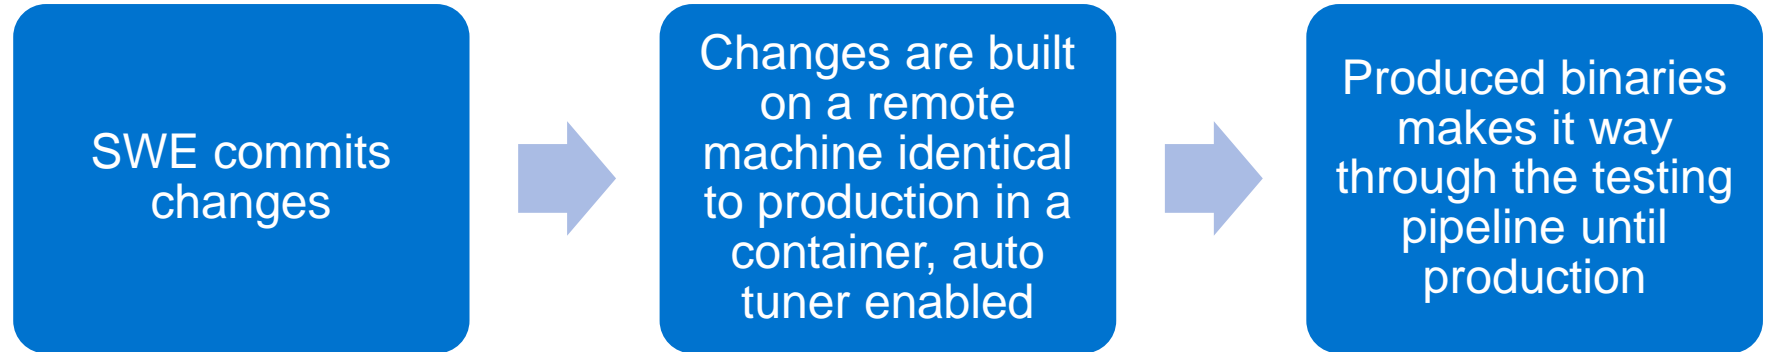 SWE commits
changes
Changes are built
on a remote
machine identical
to production in a
container, auto
tuner enabled
Produced binaries
makes it way
through the testing
pipeline until
production